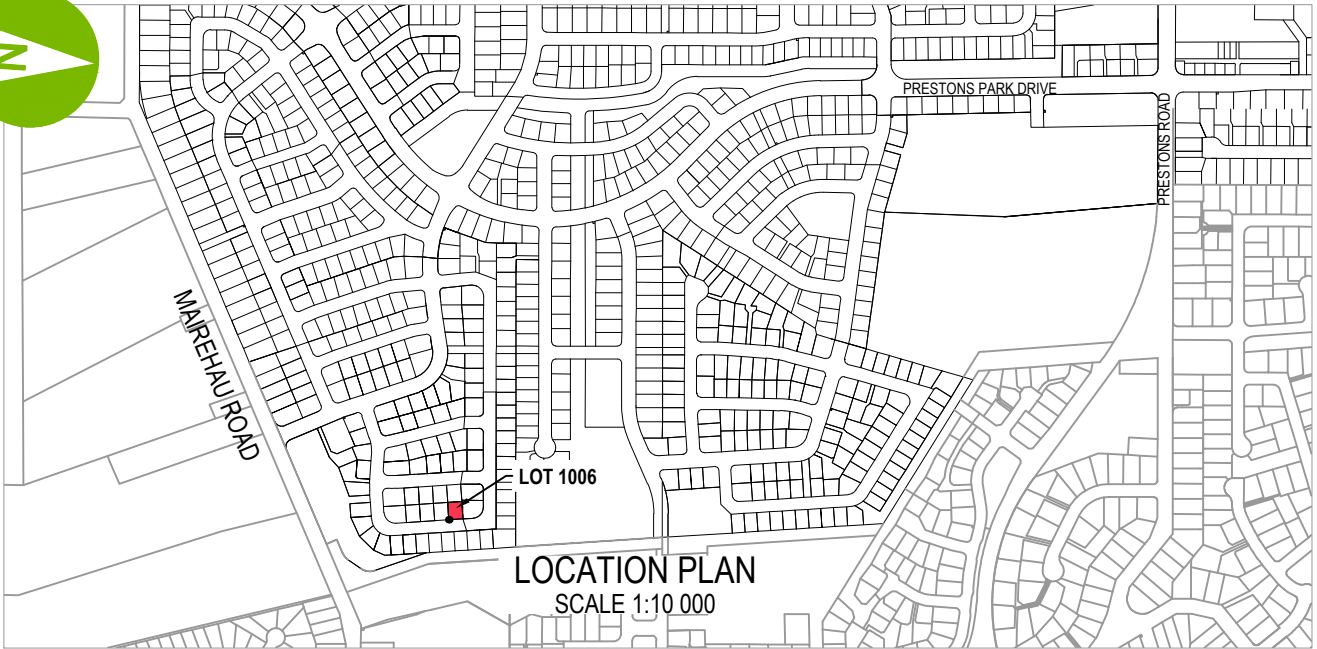 N
PRESTONS PARK DRIVE
PRESTONS ROAD
MAIREHAU ROAD
LOT 1006
LOCATION PLAN
SCALE 1:10 000